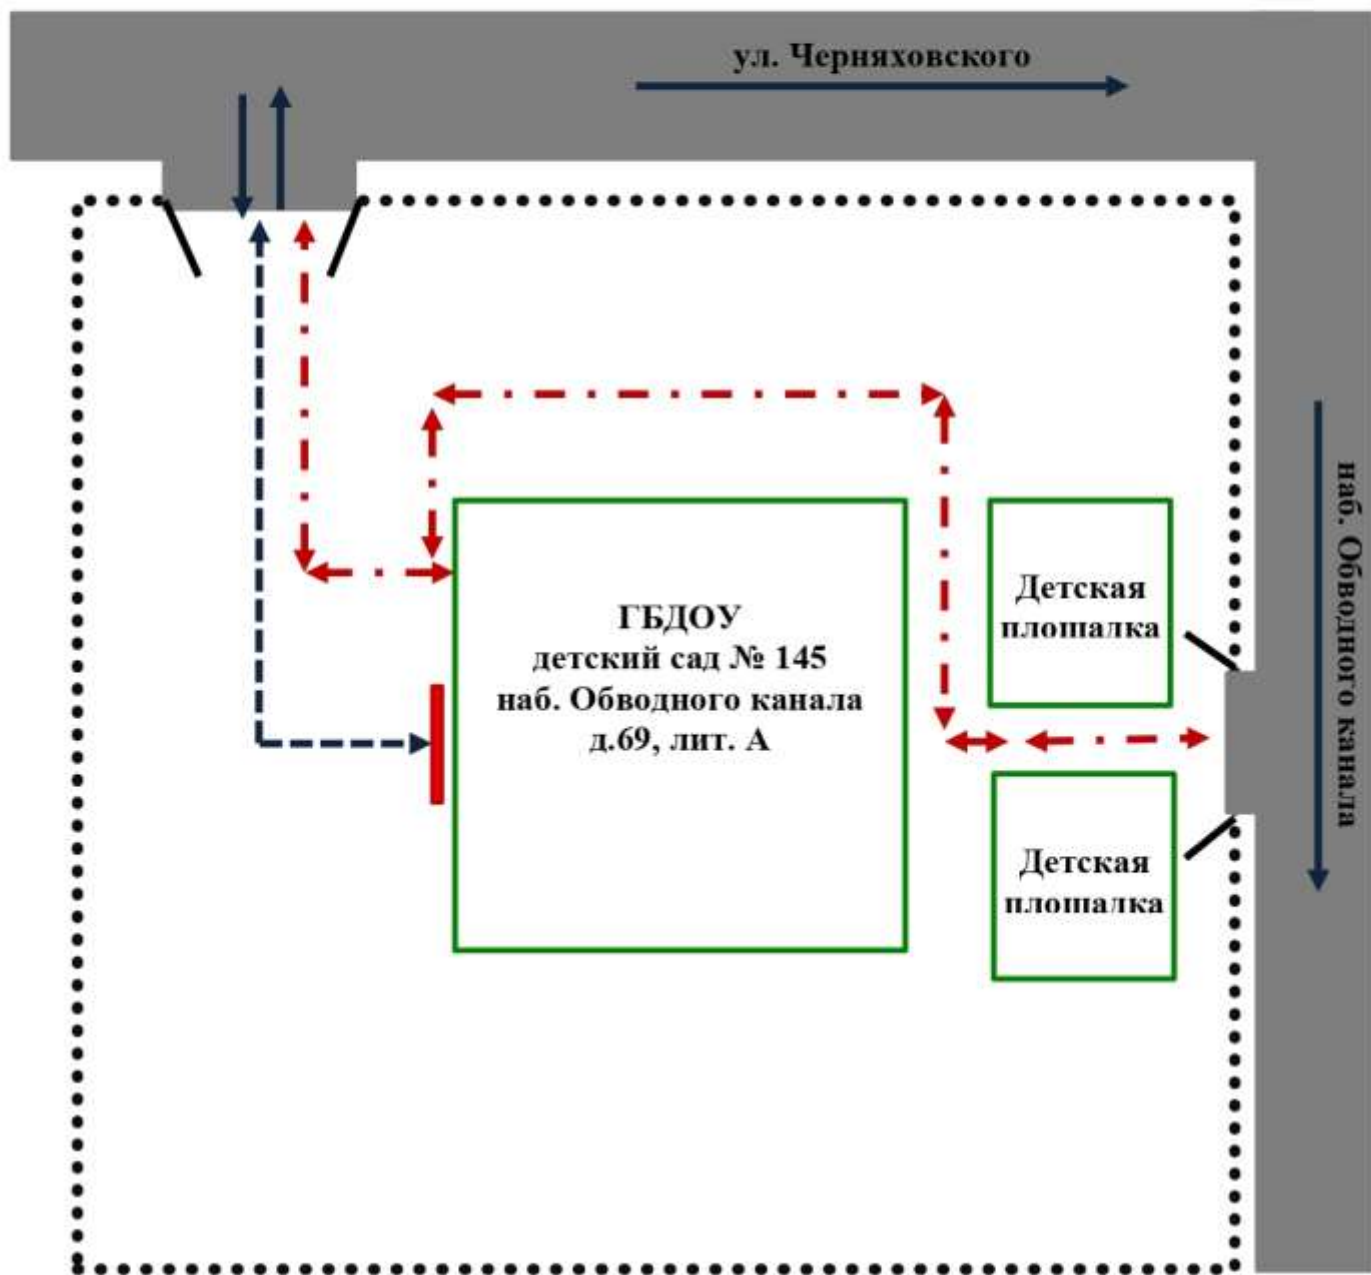 ул. Черняховского
наб. Обводного канала
ГБДОУ
детский сад № 145
наб. Обводного канала
д.69, лит. А
Детская
площалка
Детская
площалка